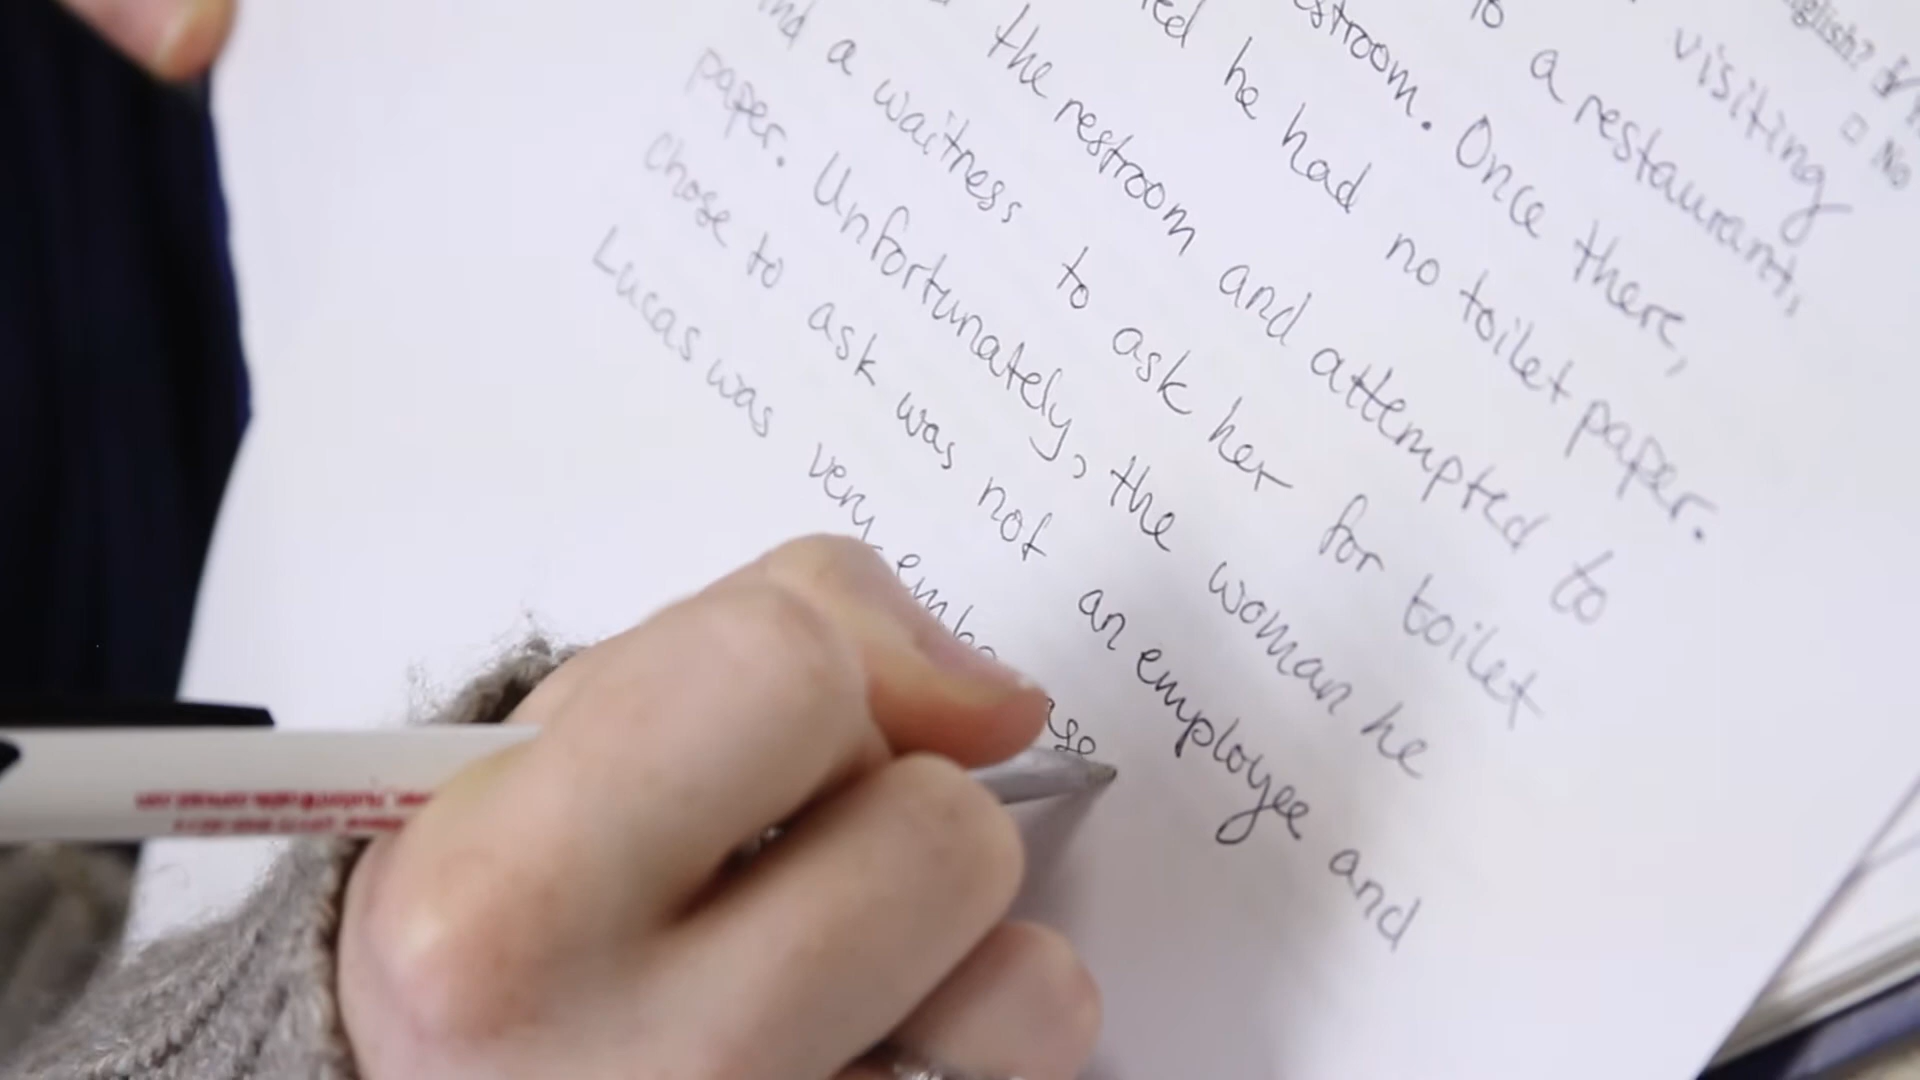 No
visiting
to a restaurant,
Once there,
he had no toilet paper.
the restroom and attempted to
a waitress to ask her for toilet
paper. Unfortunately, the woman he
chose to ask was not an employee and
Lucas was very